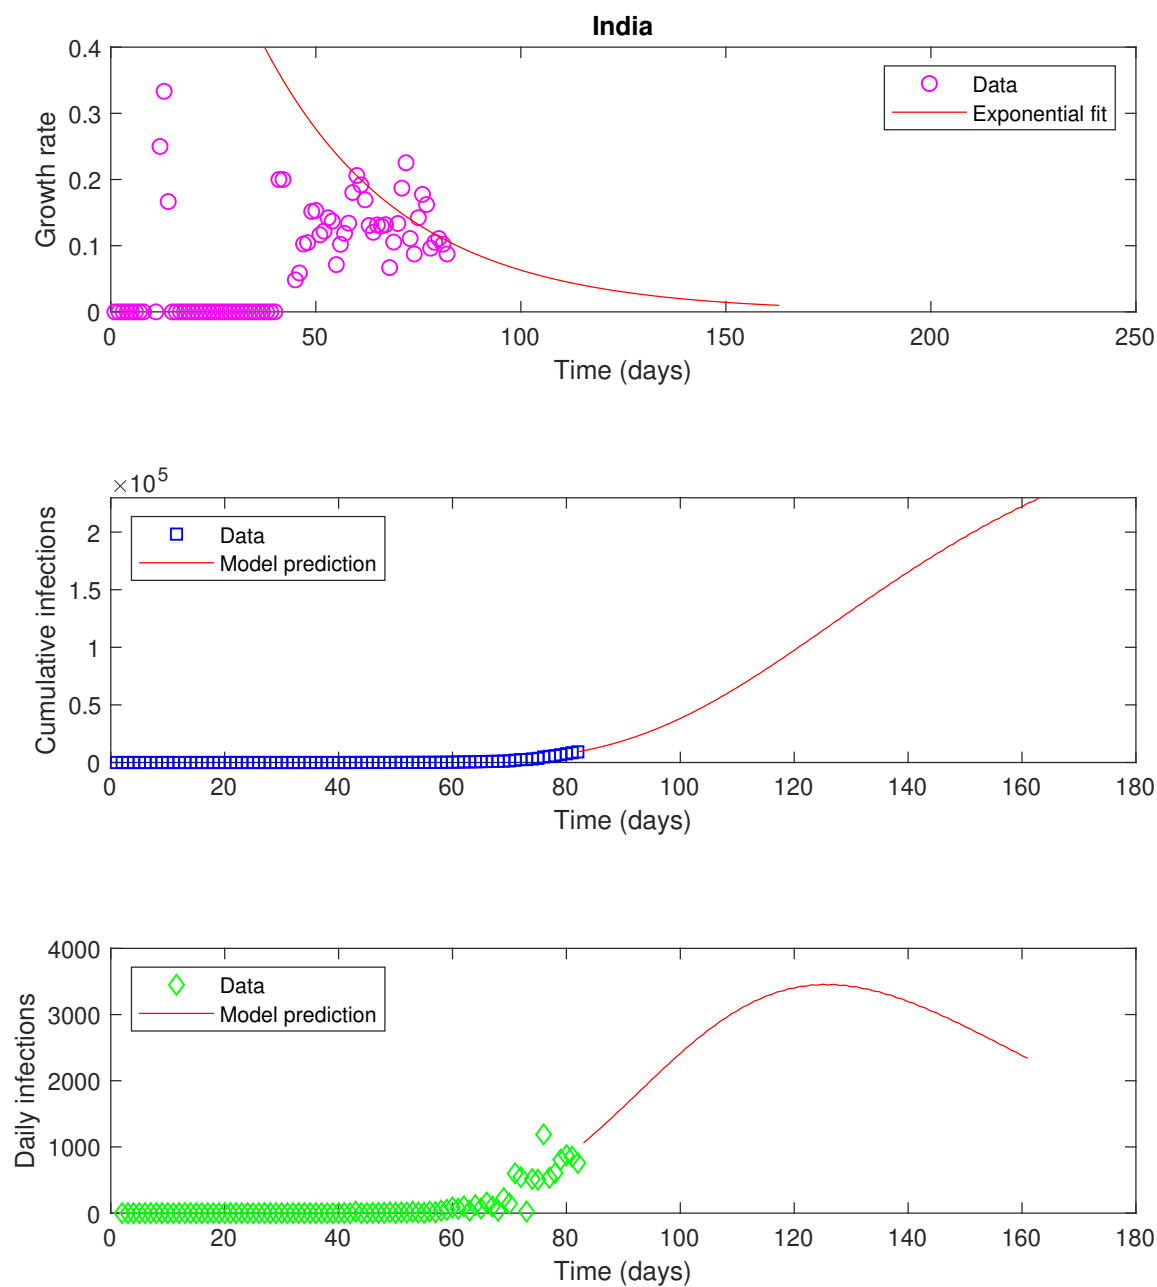 India
0.4
0.3
0.2
0.1
0
Growth rate
Data
Exponential fit
0 50 100 150 200 250
Time (days)
×10^5
2
1.5
1
0.5
0
Cumulative infections
Data
Model prediction
0 20 40 60 80 100 120 140 160 180
Time (days)
4000
3000
2000
1000
0
Daily infections
Data
Model prediction
0 20 40 60 80 100 120 140 160 180
Time (days)